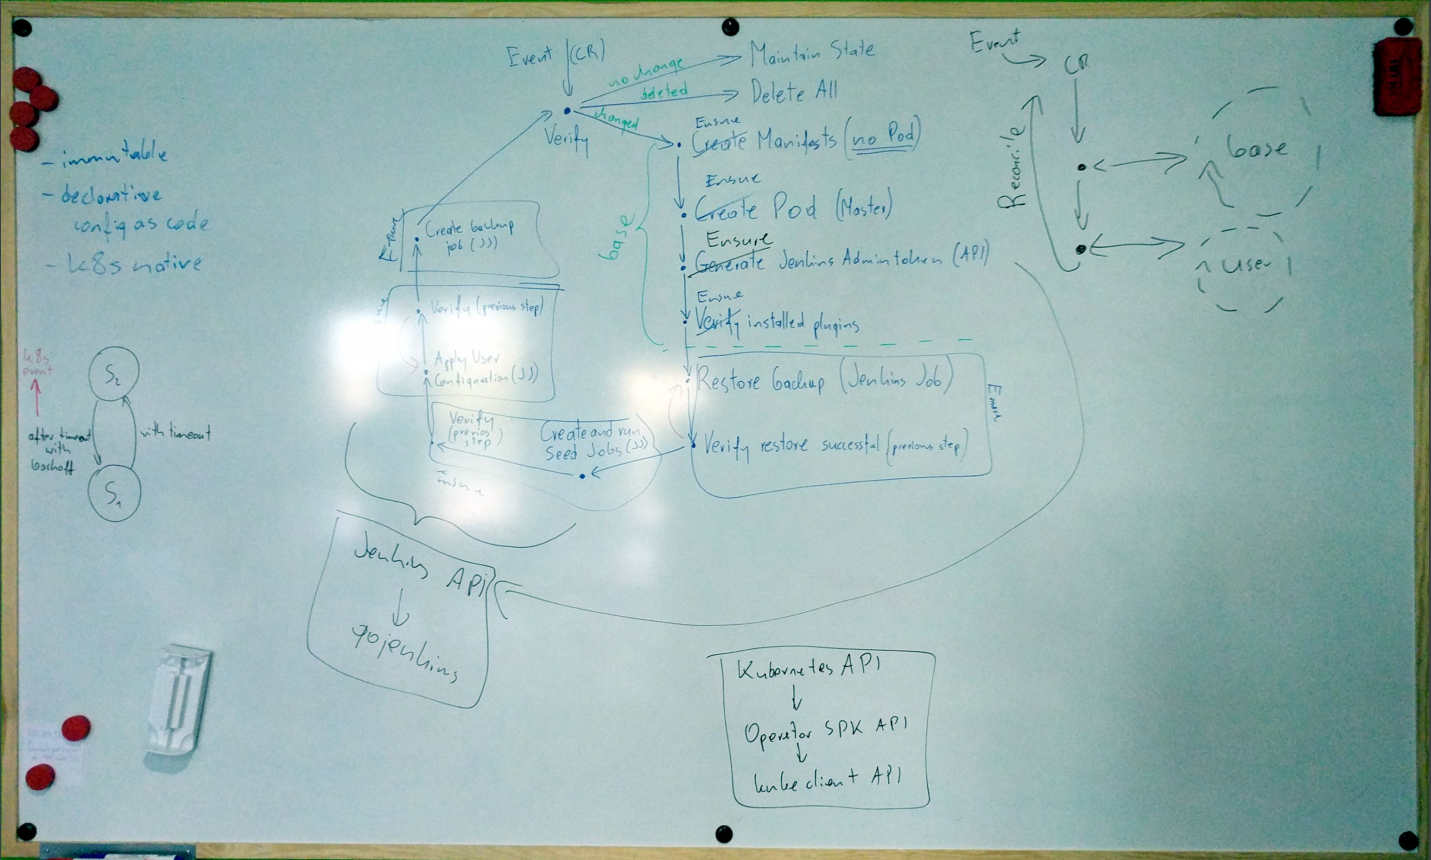 Event (CR)
no change
Maintain State
deleted
Delete All
changed
Verify
Ensure
Create Manifests (no Pod)
Ensure
Create Pod (Master)
Ensure
Generate Jenkins Admin token (API)
Ensure
Verify installed plugins
base
Restore backup (Jenkins Job)
Verify restore successful (previous step)
Create and run
Seed Jobs (JJ)
Ensure
Verify
(previous
step)
Apply User
Configuration (JJ)
Verify (previous step)
Create backup
job (JJ)
- immutable
- declarative
config as code
- k8s native
k8s
event
S2
after timeout
with
backoff
with timeout
S1
Jenkins API
gojenkins
Kubernetes API
Operator SDK API
kube client API
Event
CR
Reconcile
base
user